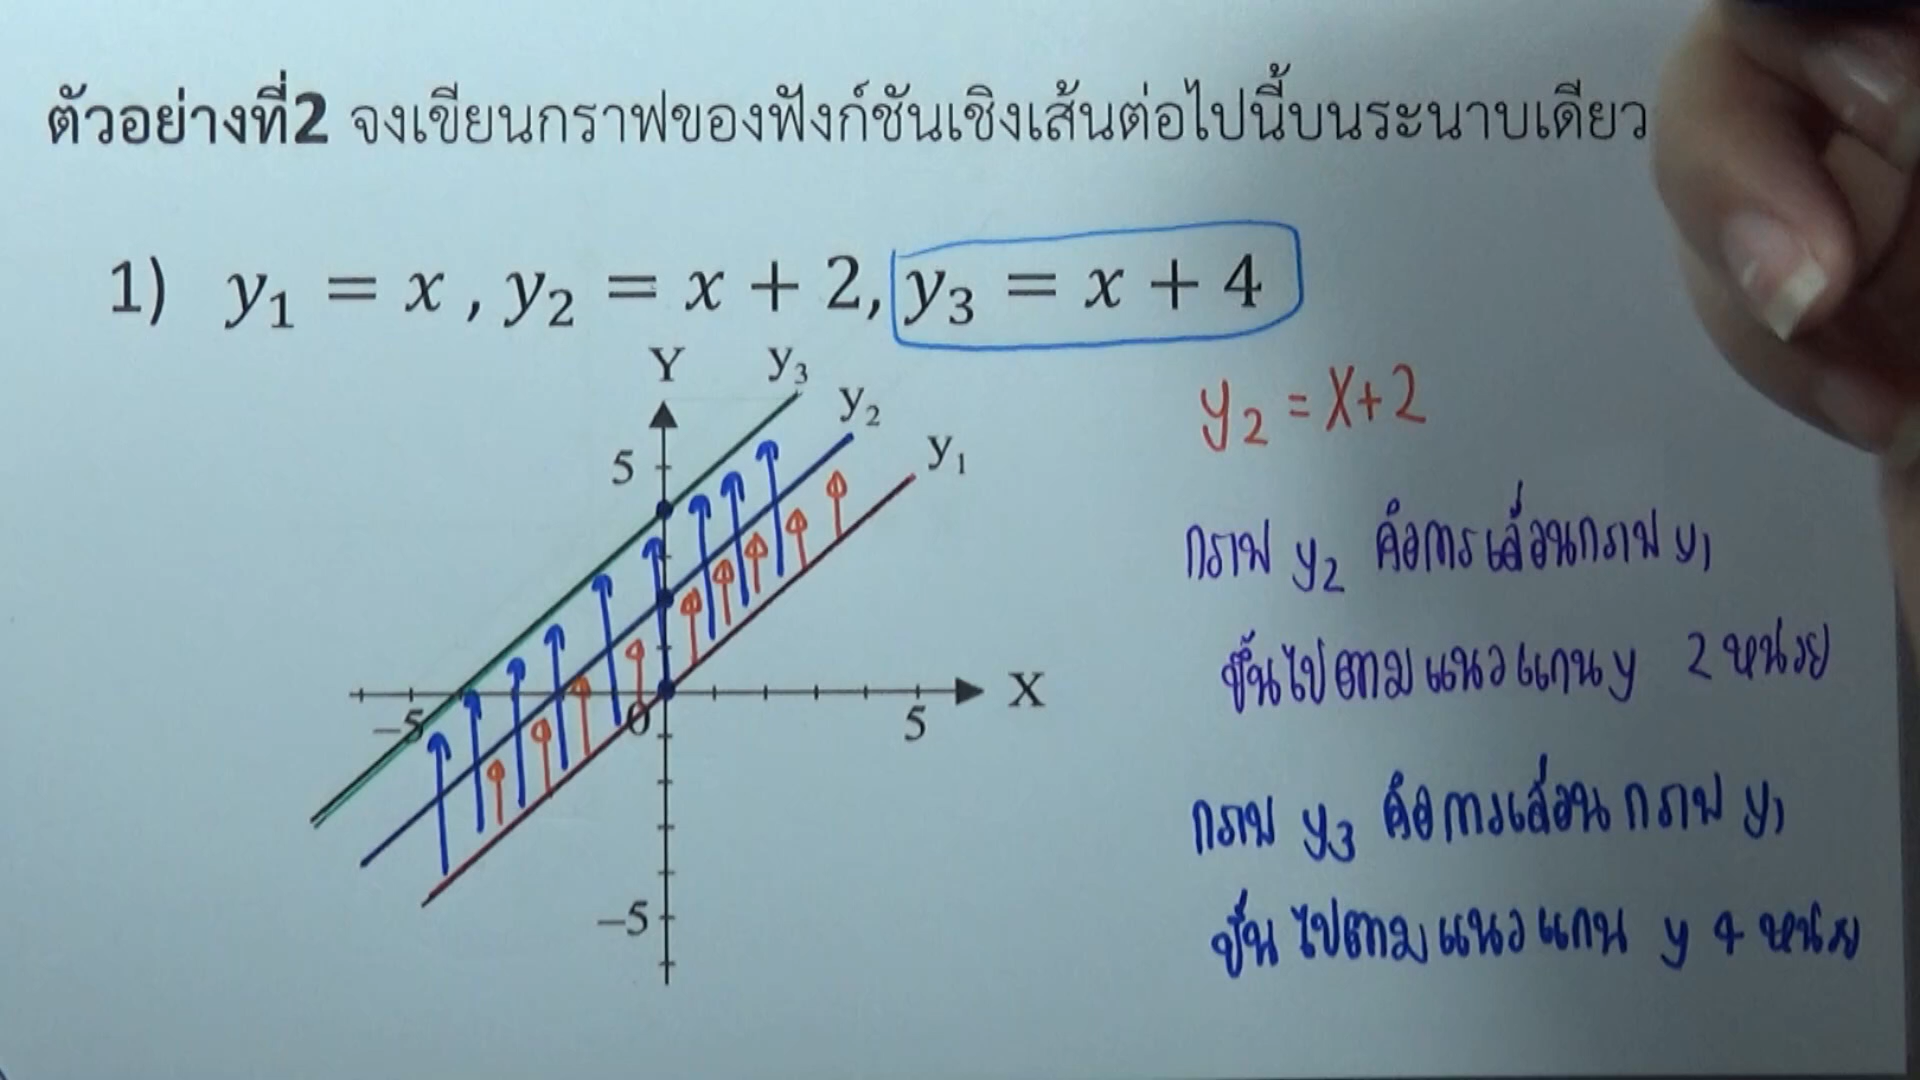 ตัวอย่างที่2 จงเขียนกราฟของฟังก์ชันเชิงเส้นต่อไปนี้บนระนาบเดียว
1) y₁ = x , y₂ = x + 2, y₃ = x + 4
Y
y₃
y₂
y₁
5
X
−5
0
5
−5
y₂ = x+2
กราฟ y₂ คือการเลื่อนกราฟ y₁
ขึ้นไปตามแนวแกน y 2 หน่วย
กราฟ y₃ คือการเลื่อนกราฟ y₁
ขึ้นไปตามแนวแกน y 4 หน่วย